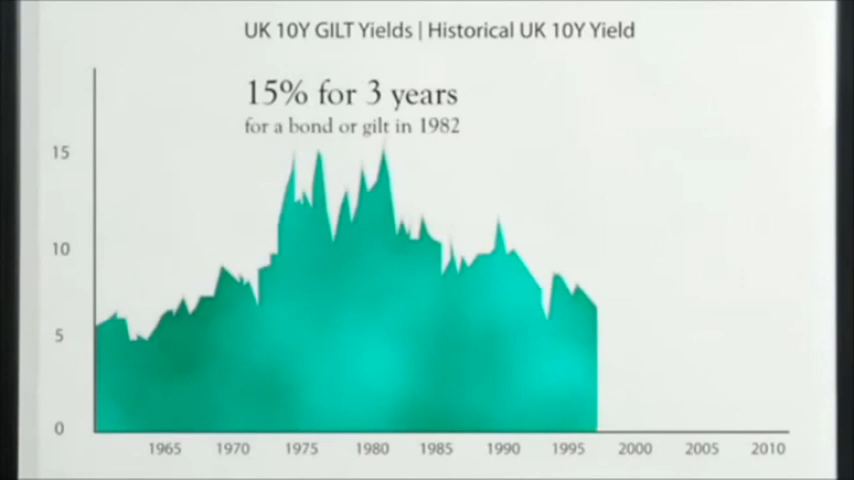 UK 10Y GILT Yields | Historical UK 10Y Yield
15% for 3 years
for a bond or gilt in 1982
15
10
5
0
1965 1970 1975 1980 1985 1990 1995 2000 2005 2010